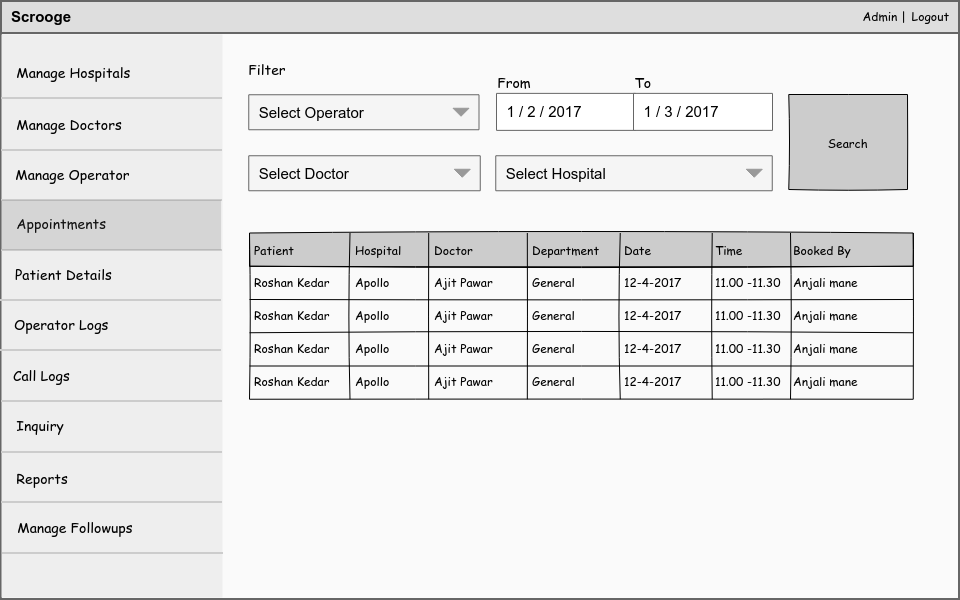 Scrooge
Admin | Logout
Manage Hospitals
Manage Doctors
Manage Operator
Appointments
Patient Details
Operator Logs
Call Logs
Inquiry
Reports
Manage Followups
Filter
From To
Select Operator 1 / 2 / 2017 1 / 3 / 2017
Search
Select Doctor Select Hospital
Patient Hospital Doctor Department Date Time Booked By
Roshan Kedar Apollo Ajit Pawar General 12-4-2017 11.00 -11.30 Anjali mane
Roshan Kedar Apollo Ajit Pawar General 12-4-2017 11.00 -11.30 Anjali mane
Roshan Kedar Apollo Ajit Pawar General 12-4-2017 11.00 -11.30 Anjali mane
Roshan Kedar Apollo Ajit Pawar General 12-4-2017 11.00 -11.30 Anjali mane